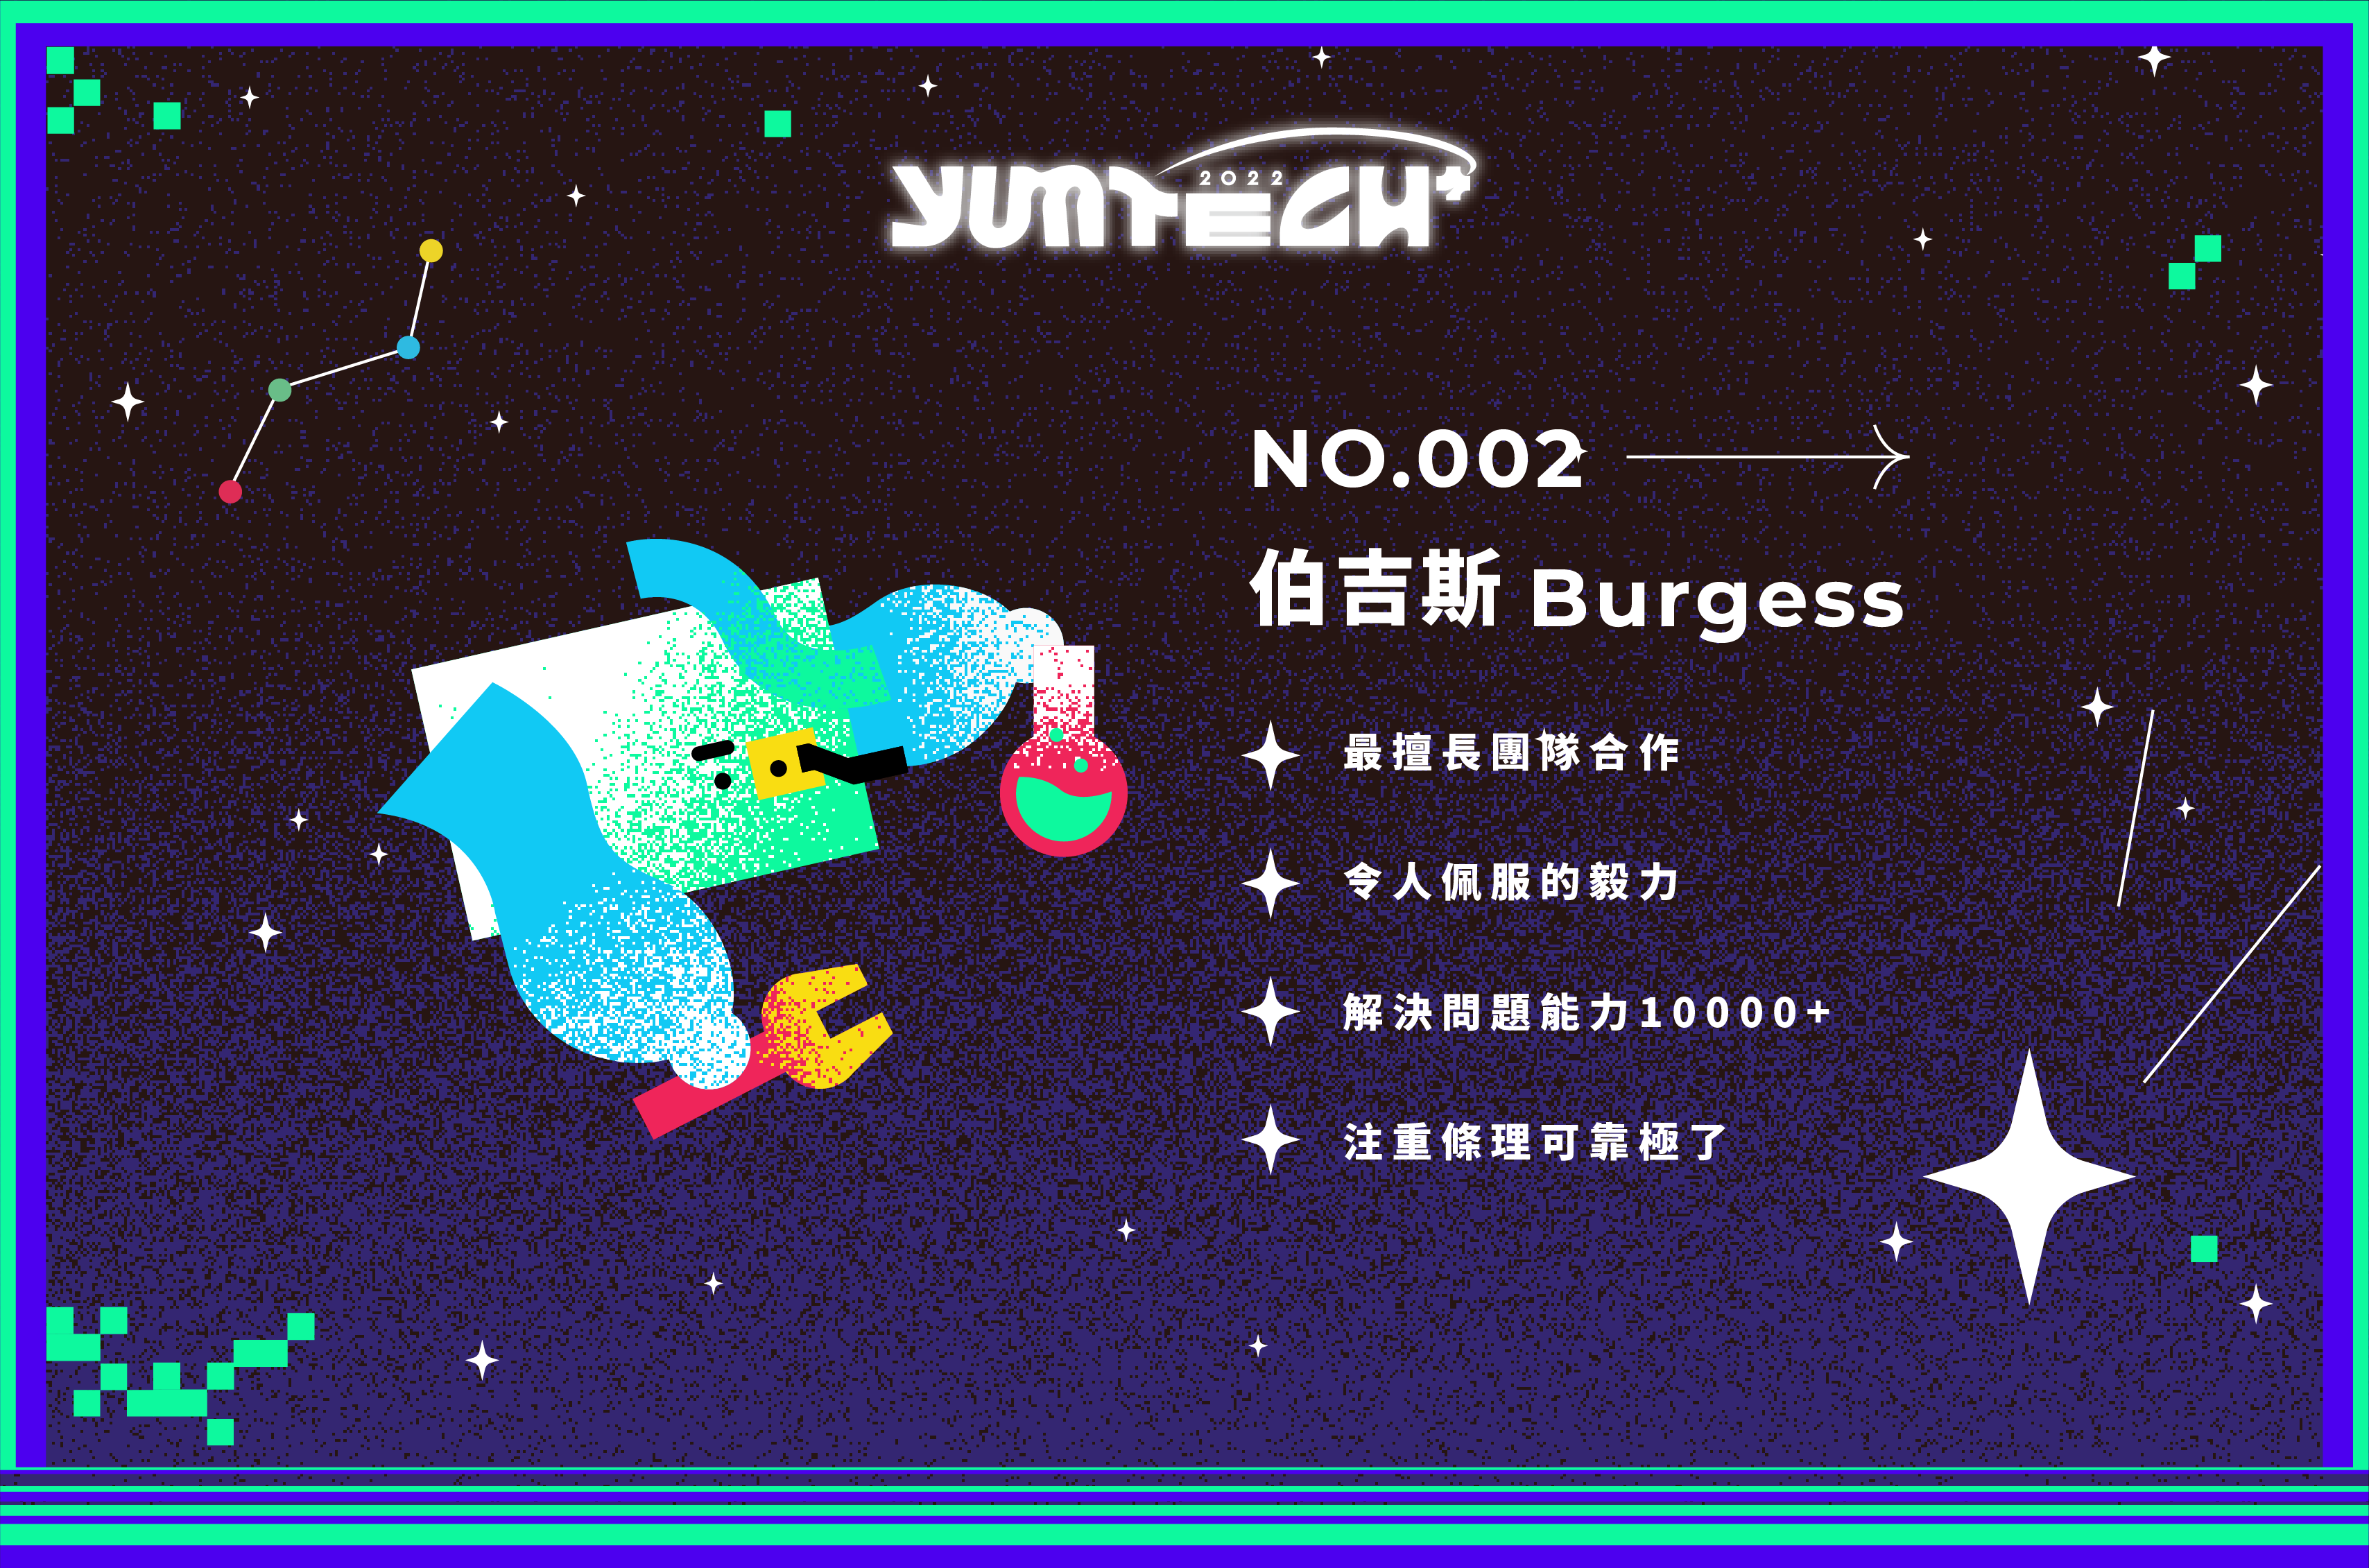 2022
YUNTECH+
NO.002
伯吉斯 Burgess
最擅長團隊合作
令人佩服的毅力
解決問題能力10000+
注重條理可靠極了